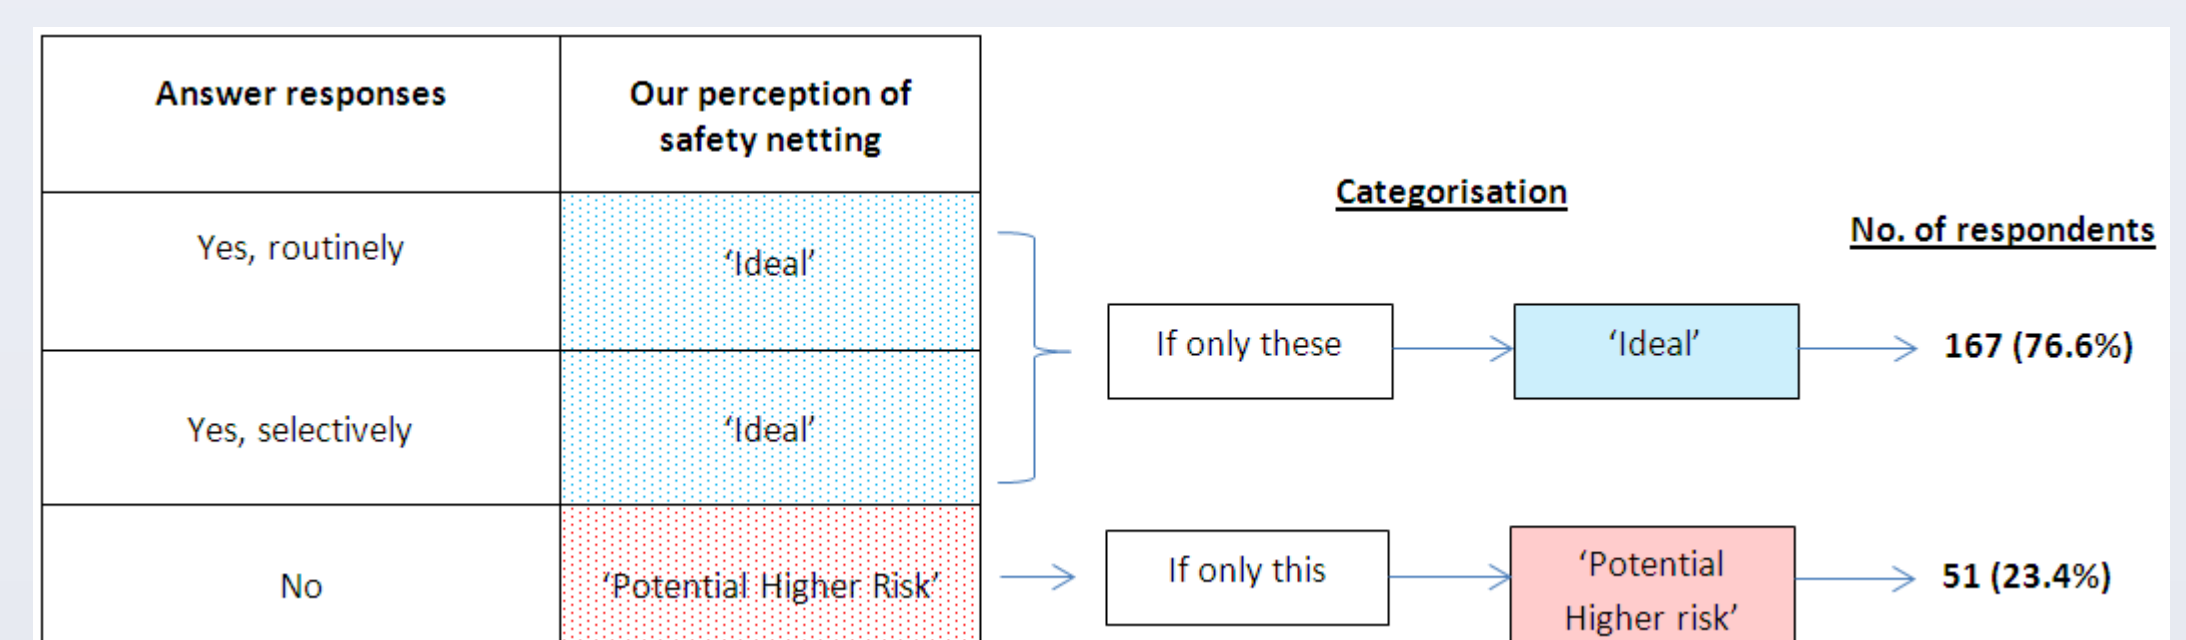 Answer responses
Our perception of
safety netting
Categorisation
No. of respondents
Yes, routinely
‘Ideal’
If only these
‘Ideal’
167 (76.6%)
Yes, selectively
‘Ideal’
No
‘Potential Higher Risk’
If only this
‘Potential
Higher risk’
51 (23.4%)